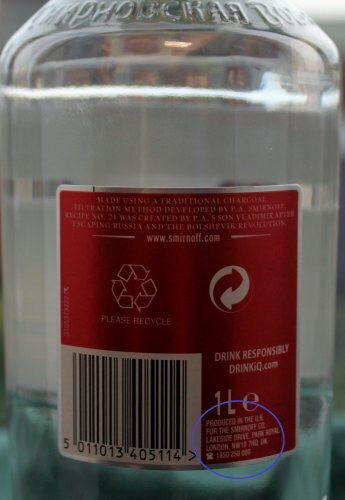 MADE USING A TRADITIONAL CHARCOAL
FILTRATION METHOD DEVELOPED BY P.A. SMIRNOFF,
RECIPE NO. 21 WAS CREATED BY P.A.'S SON VLADIMIR AFTER
ESCAPING RUSSIA AND THE BOLSHEVIK REVOLUTION.
www.smirnoff.com
PLEASE RECYCLE
DRINK RESPONSIBLY
DRINKiQ.com
1L e
PRODUCED IN THE U.K.
FOR THE SMIRNOFF CO.
LAKESIDE DRIVE, PARK ROYAL,
LONDON, NW10 7HQ, UK.
☎ 1850 250 000
5 011013 405114 >